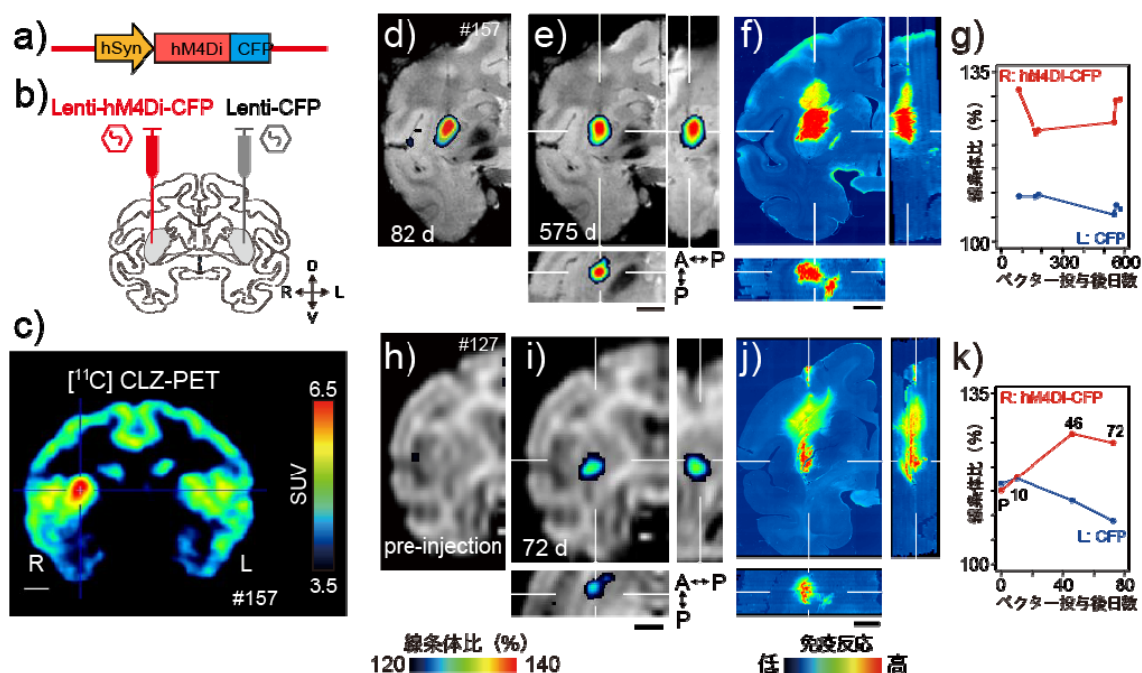 a)
hSyn
hM4Di
CFP
b)
Lenti-hM4Di-CFP
Lenti-CFP
D
R
L
V
c)
[11C] CLZ-PET
6.5
SUV
3.5
R
L
#157
d)
#157
82 d
e)
575 d
A ↔ P
P
f)
g)
135
R: hM4Di-CFP
線条体比(%)
L: CFP
100
0
300
600
ベクター投与後日数
h)
#127
pre-injection
i)
72 d
A ↔ P
P
j)
k)
135
R: hM4Di-CFP
46
72
線条体比(%)
P
10
L: CFP
100
0
40
80
ベクター投与後日数
線条体比(%)
120
140
免疫反応
低
高